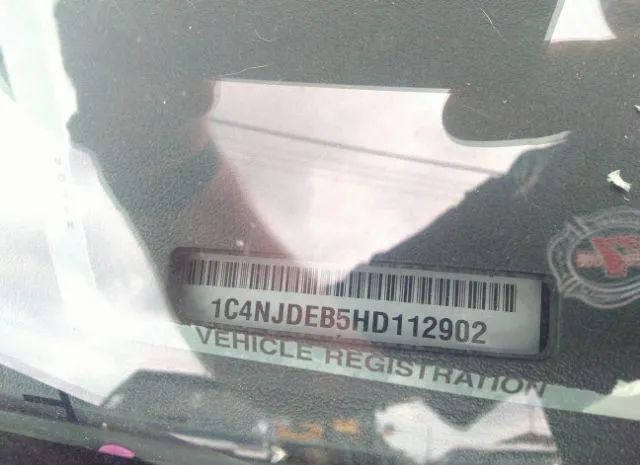 1C4NJDEB5HD112902
VEHICLE REGISTRATION